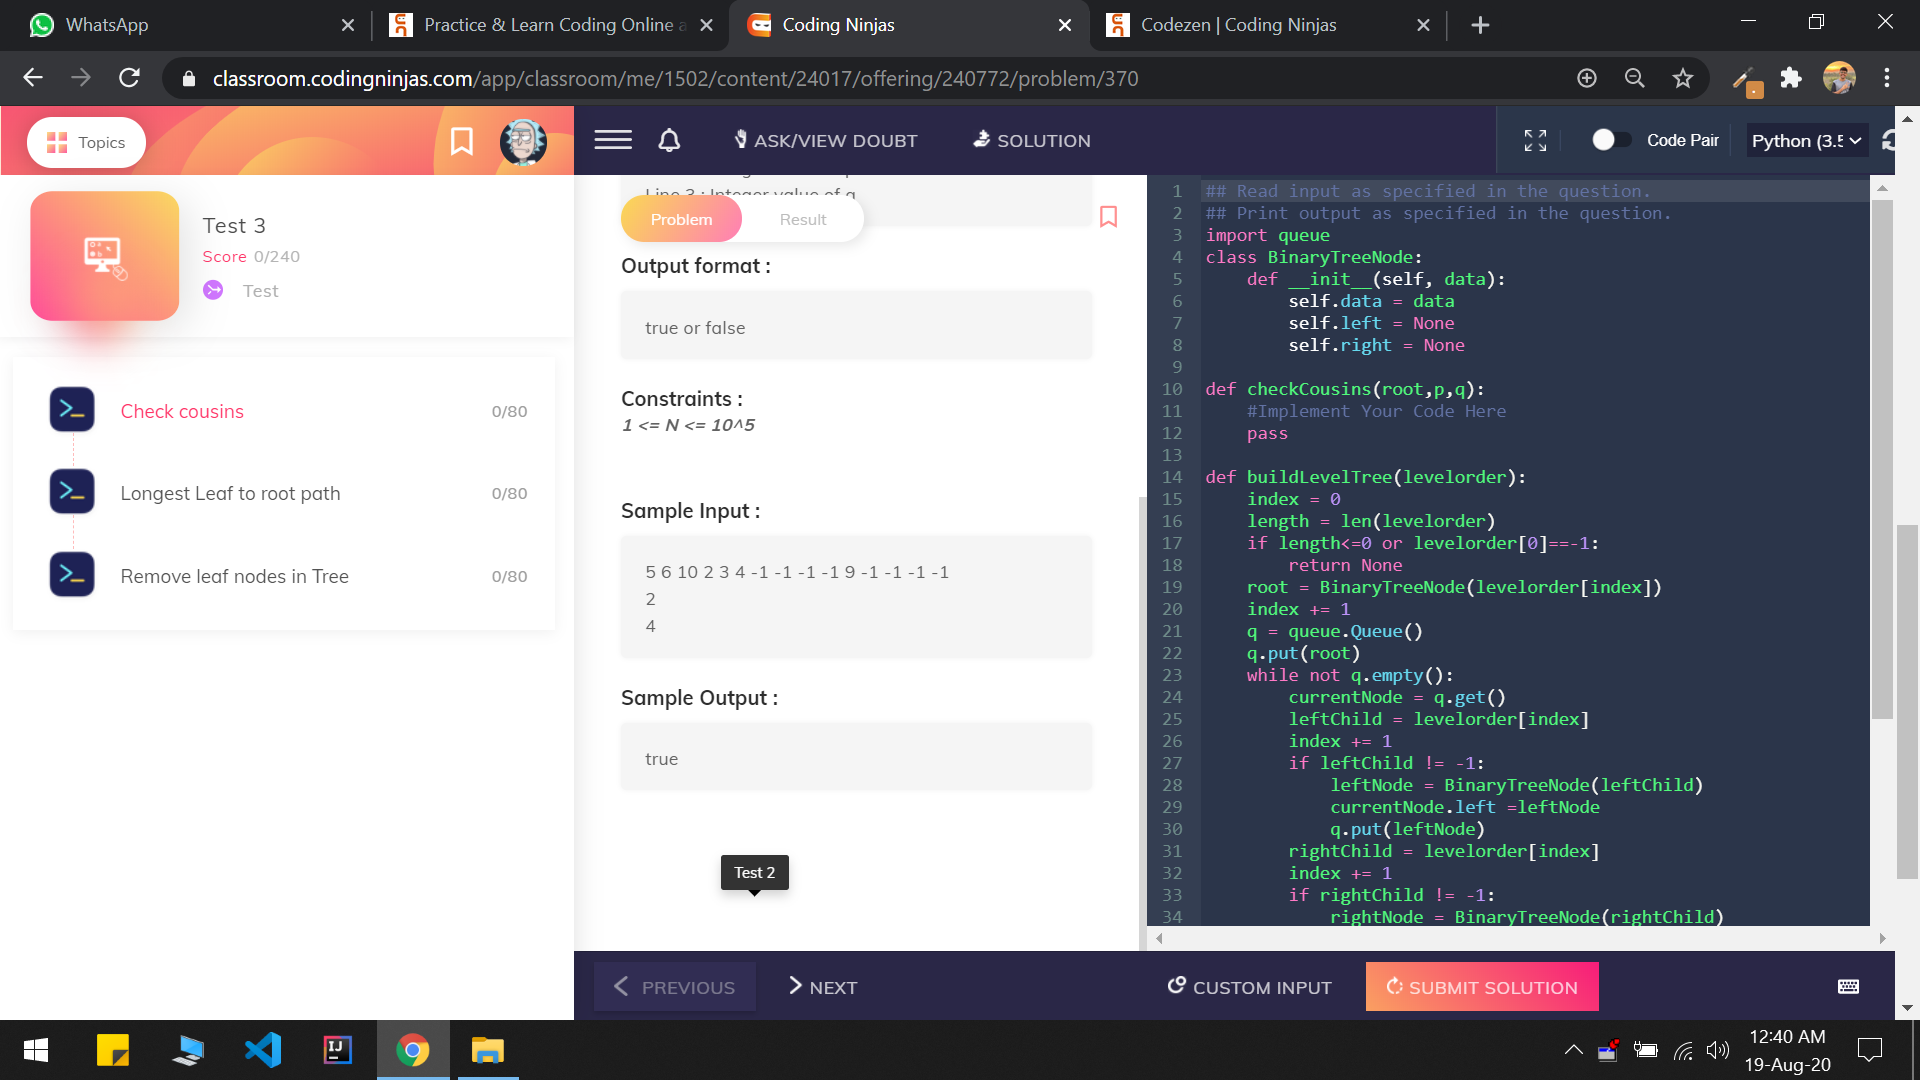 WhatsApp
Practice & Learn Coding Online a
Coding Ninjas
Codezen | Coding Ninjas
classroom.codingninjas.com/app/classroom/me/1502/content/24017/offering/240772/problem/370
Topics
ASK/VIEW DOUBT
SOLUTION
Code Pair
Python (3.5
Test 3
Score 0/240
Test
Check cousins 0/80
Longest Leaf to root path 0/80
Remove leaf nodes in Tree 0/80
Line 3 : Integer value of q
Problem
Result
Output format :
true or false
Constraints :
1 <= N <= 10^5
Sample Input :
5 6 10 2 3 4 -1 -1 -1 -1 9 -1 -1 -1 -1
2
4
Sample Output :
true
Test 2
1 ## Read input as specified in the question.
2 ## Print output as specified in the question.
3 import queue
4 class BinaryTreeNode:
5     def __init__(self, data):
6         self.data = data
7         self.left = None
8         self.right = None
9
10 def checkCousins(root,p,q):
11     #Implement Your Code Here
12     pass
13
14 def buildLevelTree(levelorder):
15     index = 0
16     length = len(levelorder)
17     if length<=0 or levelorder[0]==-1:
18         return None
19     root = BinaryTreeNode(levelorder[index])
20     index += 1
21     q = queue.Queue()
22     q.put(root)
23     while not q.empty():
24         currentNode = q.get()
25         leftChild = levelorder[index]
26         index += 1
27         if leftChild != -1:
28             leftNode = BinaryTreeNode(leftChild)
29             currentNode.left =leftNode
30             q.put(leftNode)
31         rightChild = levelorder[index]
32         index += 1
33         if rightChild != -1:
34             rightNode = BinaryTreeNode(rightChild)
PREVIOUS
NEXT
CUSTOM INPUT
SUBMIT SOLUTION
IJ
12:40 AM
19-Aug-20